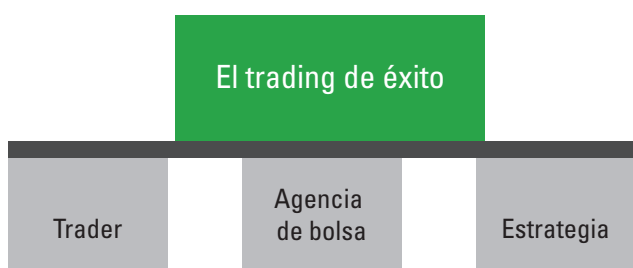 El trading de éxito
Trader
Agencia
de bolsa
Estrategia